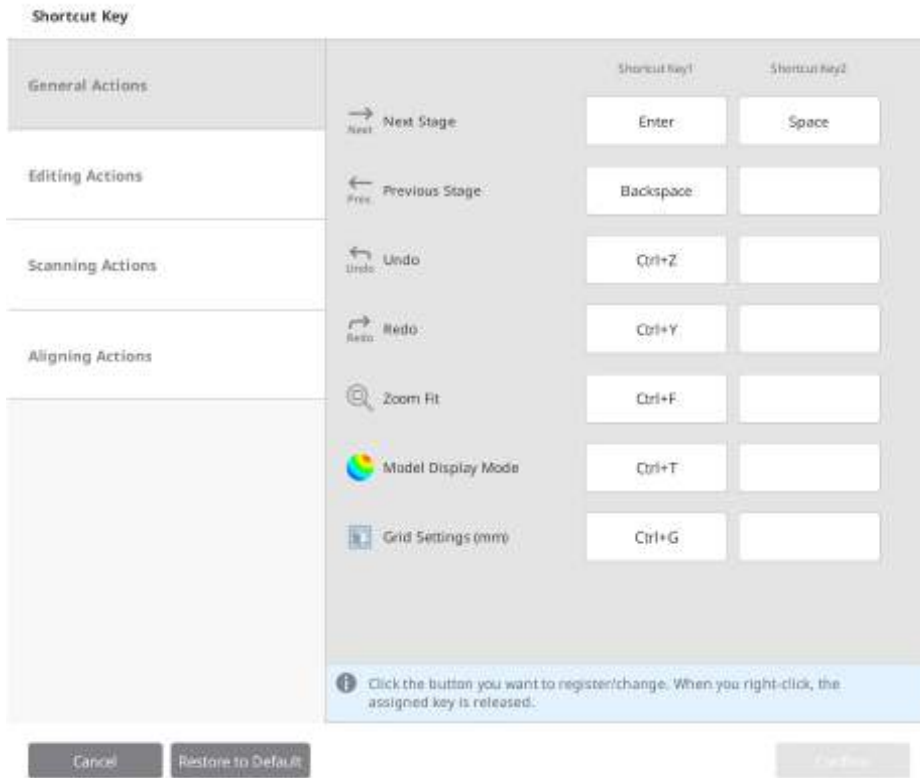 Shortcut Key
General Actions
Editing Actions
Scanning Actions
Aligning Actions
Shortcut Key1 Shortcut Key2
Next Next Stage Enter Space
Prev. Previous Stage Backspace
Undo Undo Ctrl+Z
Redo Redo Ctrl+Y
Zoom Fit Ctrl+F
Model Display Mode Ctrl+T
Grid Settings (mm) Ctrl+G
Click the button you want to register/change. When you right-click, the
assigned key is released.
Cancel Restore to Default Confirm